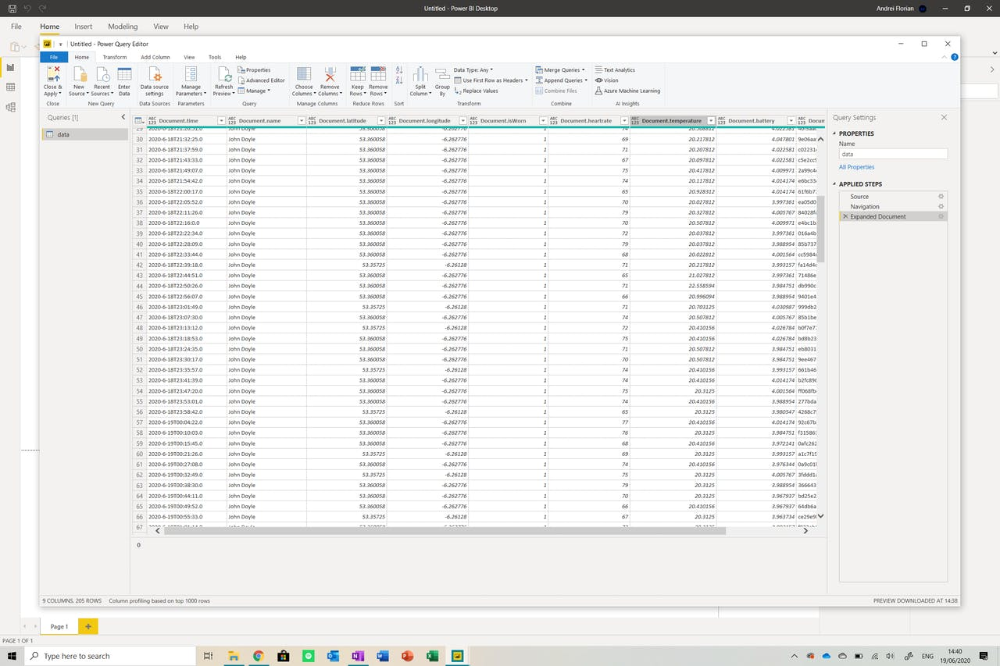 Untitled - Power BI Desktop
Andrei Florian
File Home Insert Modeling View Help
Untitled - Power Query Editor
File Home Transform Add Column View Tools Help
Close & Apply
New Source
Recent Sources
Enter Data
Data source settings
Manage Parameters
Refresh Preview
Properties
Advanced Editor
Manage
Choose Columns
Remove Columns
Keep Rows
Remove Rows
Split Column
Group By
Data Type: Any
Use First Row as Headers
Replace Values
Merge Queries
Append Queries
Combine Files
Text Analytics
Vision
Azure Machine Learning
Close New Query Data Sources Parameters Query Manage Columns Reduce Rows Sort Transform Combine AI Insights
Queries [1]
data
ABC 123 Document.time ABC 123 Document.name ABC 123 Document.latitude ABC 123 Document.longitude ABC 123 Document.isWorn ABC 123 Document.heartrate ABC 123 Document.temperature ABC 123 Document.battery ABC 123 Docum
30 2020-6-18T21:32:25.0 John Doyle 53.360058 -6.262776 1 69 20.217812 4.047801 9e06aa
31 2020-6-18T21:37:59.0 John Doyle 53.360058 -6.262776 1 71 20.207812 4.022581 c02231
32 2020-6-18T21:43:33.0 John Doyle 53.360058 -6.262776 1 67 20.097812 4.022581 c5e2cc
33 2020-6-18T21:49:07.0 John Doyle 53.360058 -6.262776 1 75 20.417812 4.009971 2a99c4
34 2020-6-18T21:54:42.0 John Doyle 53.360058 -6.262776 1 74 20.117812 4.014174 e6bc33
35 2020-6-18T22:00:17.0 John Doyle 53.360058 -6.262776 1 65 20.928312 4.014174 61f6b7
36 2020-6-18T22:05:52.0 John Doyle 53.360058 -6.262776 1 70 20.027812 3.997361 ea05d0
37 2020-6-18T22:11:26.0 John Doyle 53.360058 -6.262776 1 79 20.327812 4.005767 84028f
38 2020-6-18T22:16:0.0 John Doyle 53.360058 -6.262776 1 70 20.507812 4.009971 e4bc1b
39 2020-6-18T22:22:34.0 John Doyle 53.360058 -6.262776 1 72 20.037812 3.997361 016a4b
40 2020-6-18T22:28:09.0 John Doyle 53.360058 -6.262776 1 79 20.037812 3.988954 85b737
41 2020-6-18T22:33:44.0 John Doyle 53.360058 -6.262776 1 68 20.022812 4.001564 cc5984
42 2020-6-18T22:39:18.0 John Doyle 53.35725 -6.26128 1 71 20.217812 3.993157 fa14d4
43 2020-6-18T22:44:51.0 John Doyle 53.360058 -6.262776 1 65 21.027812 3.997361 71486e
44 2020-6-18T22:50:26.0 John Doyle 53.360058 -6.262776 1 71 22.558594 3.984751 db990c
45 2020-6-18T22:56:07.0 John Doyle 53.360058 -6.262776 1 66 20.996094 3.988954 9401e4
46 2020-6-18T23:01:49.0 John Doyle 53.35725 -6.26128 1 71 20.703125 4.030987 999db2
47 2020-6-18T23:07:30.0 John Doyle 53.360058 -6.262776 1 74 20.507812 4.005767 85b1be
48 2020-6-18T23:13:12.0 John Doyle 53.35725 -6.26128 1 72 20.410156 4.026784 b0f7e7
49 2020-6-18T23:18:53.0 John Doyle 53.360058 -6.262776 1 75 20.410156 4.026784 bd8b23
50 2020-6-18T23:24:35.0 John Doyle 53.360058 -6.262776 1 71 20.507812 3.984751 eb8031
51 2020-6-18T23:30:17.0 John Doyle 53.360058 -6.262776 1 70 20.507812 3.984751 9ee467
52 2020-6-18T23:35:57.0 John Doyle 53.35725 -6.26128 1 74 20.410156 3.993157 661b46
53 2020-6-18T23:41:39.0 John Doyle 53.360058 -6.262776 1 74 20.410156 4.014174 b2fc89
54 2020-6-18T23:47:20.0 John Doyle 53.360058 -6.262776 1 75 20.3125 4.001564 ff068fb
55 2020-6-18T23:53:01.0 John Doyle 53.360058 -6.262776 1 74 20.410156 3.988954 277bda
56 2020-6-18T23:58:42.0 John Doyle 53.35725 -6.26128 1 65 20.3125 3.980547 4268c7
57 2020-6-19T00:04:22.0 John Doyle 53.360058 -6.262776 1 77 20.410156 4.014174 92c67b
58 2020-6-19T00:10:03.0 John Doyle 53.360058 -6.262776 1 76 20.3125 3.984751 f31586
59 2020-6-19T00:15:45.0 John Doyle 53.360058 -6.262776 1 68 20.410156 3.972141 0afc262
60 2020-6-19T00:21:26.0 John Doyle 53.35725 -6.26128 1 69 20.3125 3.993157 a1c7f19
61 2020-6-19T00:27:08.0 John Doyle 53.360058 -6.262776 1 74 20.410156 3.976344 0a9c01
62 2020-6-19T00:32:49.0 John Doyle 53.35725 -6.26128 1 75 20.3125 4.005767 3fddd1
63 2020-6-19T00:38:30.0 John Doyle 53.360058 -6.262776 1 79 20.3125 3.988954 366643
64 2020-6-19T00:44:11.0 John Doyle 53.360058 -6.262776 1 70 20.3125 3.967937 bd25e2
65 2020-6-19T00:49:52.0 John Doyle 53.360058 -6.262776 1 66 20.410156 3.967937 64db6a
66 2020-6-19T00:55:33.0 John Doyle 53.35725 -6.26128 1 67 20.3125 3.963734 ce29e9
67
0
Query Settings
PROPERTIES
Name
data
All Properties
APPLIED STEPS
Source
Navigation
Expanded Document
9 COLUMNS, 205 ROWS Column profiling based on top 1000 rows
PREVIEW DOWNLOADED AT 14:38
Page 1
PAGE 1 OF 1
Type here to search
ENG
14:40
19/06/2020